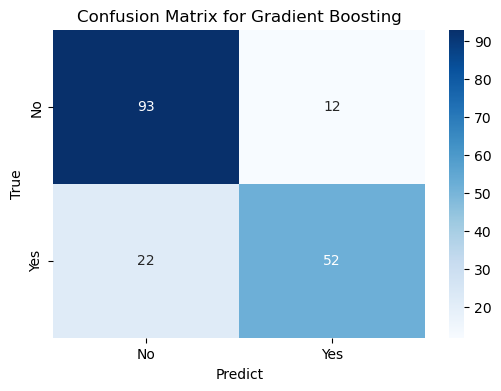 Confusion Matrix for Gradient Boosting
No
93
12
True
Yes
22
52
No
Yes
Predict
90
80
70
60
50
40
30
20